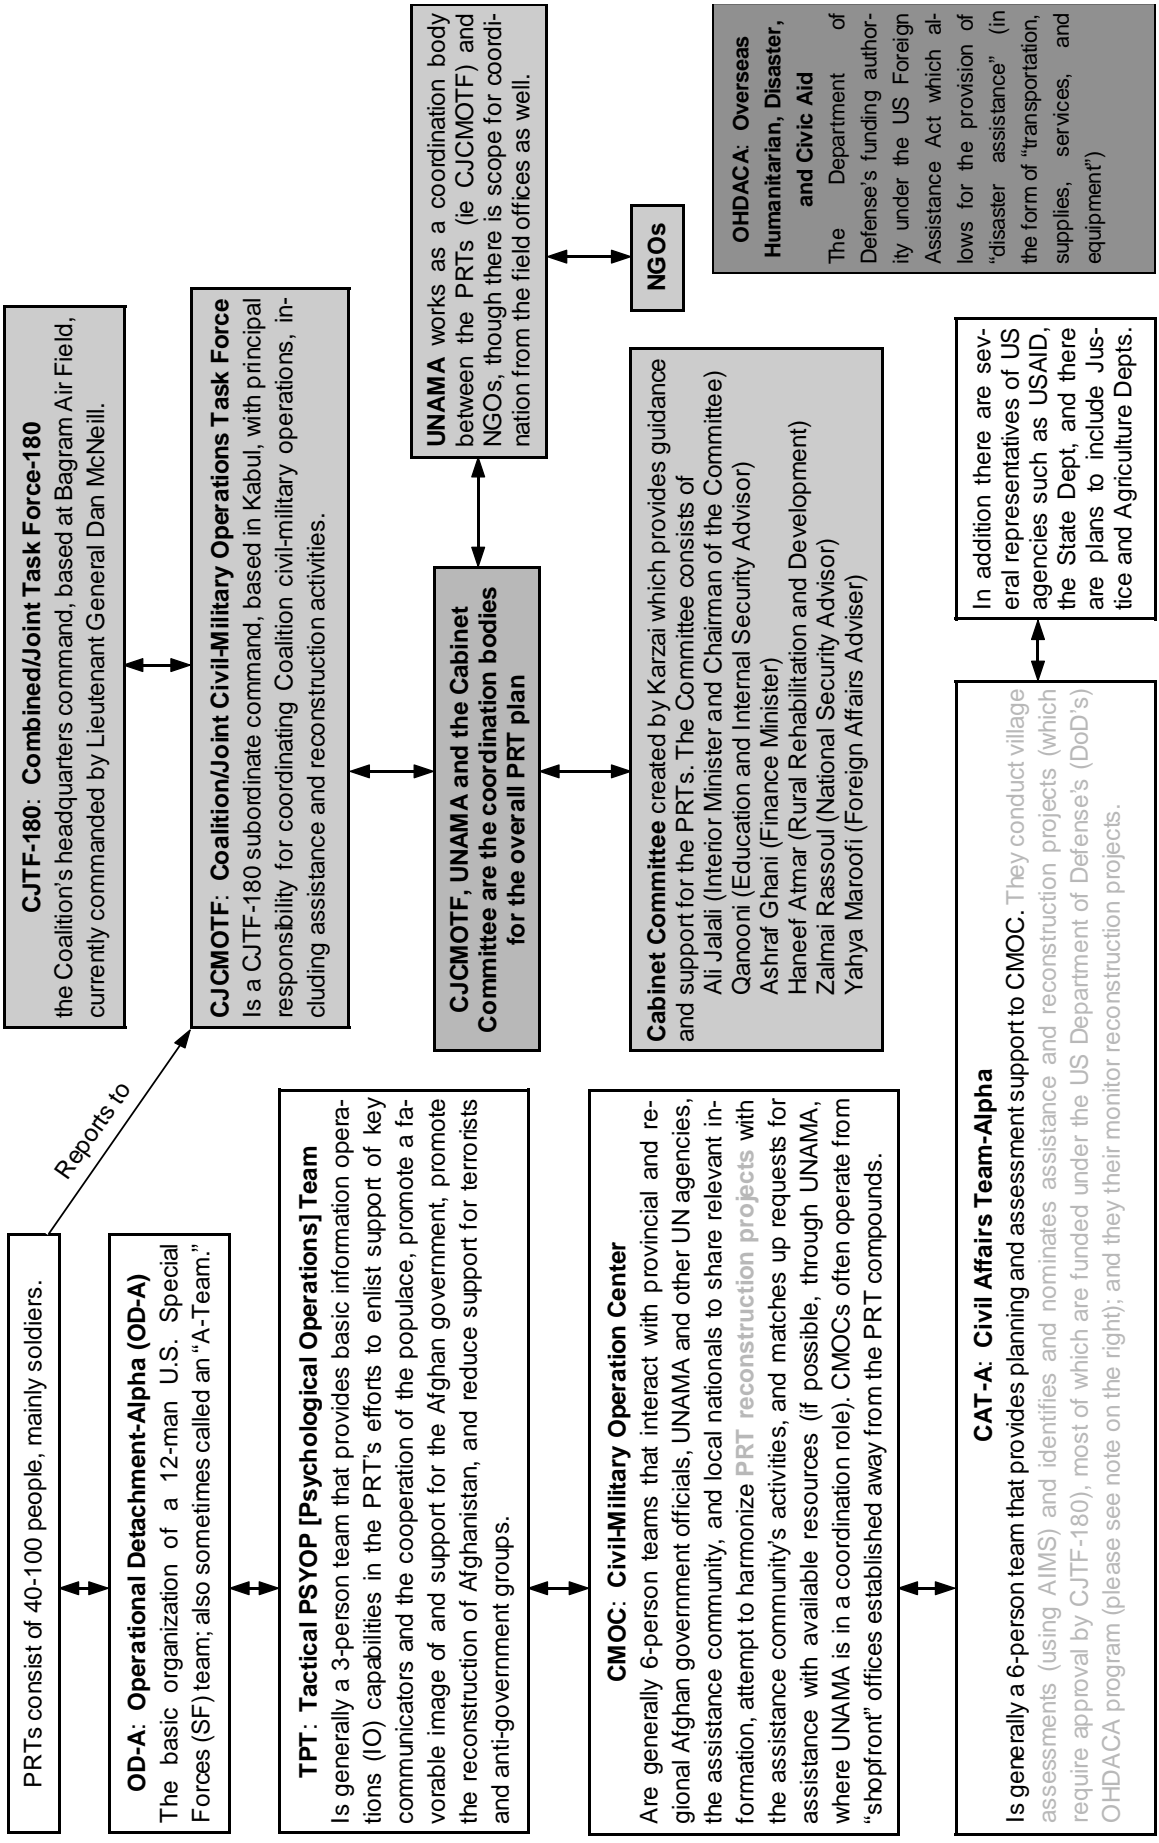 PRTs consist of 40-100 people, mainly soldiers.
Reports to
OD-A: Operational Detachment-Alpha (OD-A)
The basic organization of a 12-man U.S. Special
Forces (SF) team; also sometimes called an “A-Team.”
TPT: Tactical PSYOP [Psychological Operations] Team
Is generally a 3-person team that provides basic information opera-
tions (IO) capabilities in the PRT’s efforts to enlist support of key
communicators and the cooperation of the populace, promote a fa-
vorable image of and support for the Afghan government, promote
the reconstruction of Afghanistan, and reduce support for terrorists
and anti-government groups.
CMOC: Civil-Military Operation Center
Are generally 6-person teams that interact with provincial and re-
gional Afghan government officials, UNAMA and other UN agencies,
the assistance community, and local nationals to share relevant in-
formation, attempt to harmonize PRT reconstruction projects with
the assistance community’s activities, and matches up requests for
assistance with available resources (if possible, through UNAMA,
where UNAMA is in a coordination role). CMOCs often operate from
“shopfront” offices established away from the PRT compounds.
CAT-A: Civil Affairs Team-Alpha
Is generally a 6-person team that provides planning and assessment support to CMOC. They conduct village
assessments (using AIMS) and identifies and nominates assistance and reconstruction projects (which
require approval by CJTF-180), most of which are funded under the US Department of Defense’s (DoD’s)
OHDACA program (please see note on the right); and they their monitor reconstruction projects.
CJTF-180: Combined/Joint Task Force-180
the Coalition’s headquarters command, based at Bagram Air Field,
currently commanded by Lieutenant General Dan McNeill.
CJCMOTF: Coalition/Joint Civil-Military Operations Task Force
Is a CJTF-180 subordinate command, based in Kabul, with principal
responsibility for coordinating Coalition civil-military operations, in-
cluding assistance and reconstruction activities.
CJCMOTF, UNAMA and the Cabinet
Committee are the coordination bodies
for the overall PRT plan
UNAMA works as a coordination body
between the PRTs (ie CJCMOTF) and
NGOs, though there is scope for coordi-
nation from the field offices as well.
NGOs
Cabinet Committee created by Karzai which provides guidance
and support for the PRTs. The Committee consists of
Ali Jalali (Interior Minister and Chairman of the Committee)
Qanooni (Education and Internal Security Advisor)
Ashraf Ghani (Finance Minister)
Haneef Atmar (Rural Rehabilitation and Development)
Zalmai Rassoul (National Security Advisor)
Yahya Maroofi (Foreign Affairs Adviser)
In addition there are sev-
eral representatives of US
agencies such as USAID,
the State Dept, and there
are plans to include Jus-
tice and Agriculture Depts.
OHDACA: Overseas
Humanitarian, Disaster,
and Civic Aid
The Department of
Defense’s funding author-
ity under the US Foreign
Assistance Act which al-
lows for the provision of
“disaster assistance” (in
the form of “transportation,
supplies, services, and
equipment”)